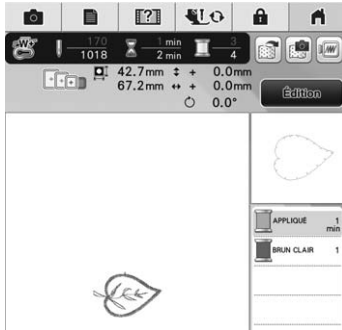 ?
170
1018
1 min
2 min
3
4
42.7mm + 0.0mm
67.2mm + 0.0mm
0.0°
Édition
APPLIQUÉ 1
min
BRUN CLAIR 1